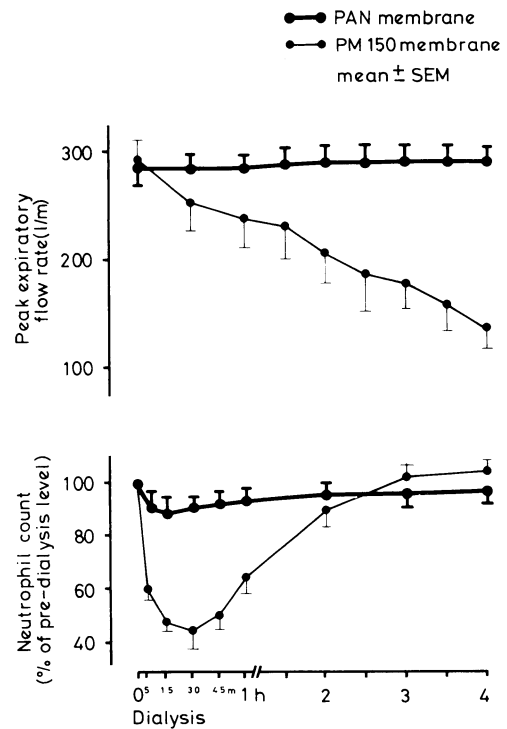 PAN membrane
PM 150 membrane
mean ± SEM
Peak expiratory
flow rate (l/m)
300
200
100
Neutrophil count
(% of pre-dialysis level)
100
80
60
40
0 5 15 30 45m 1h 2 3 4
Dialysis